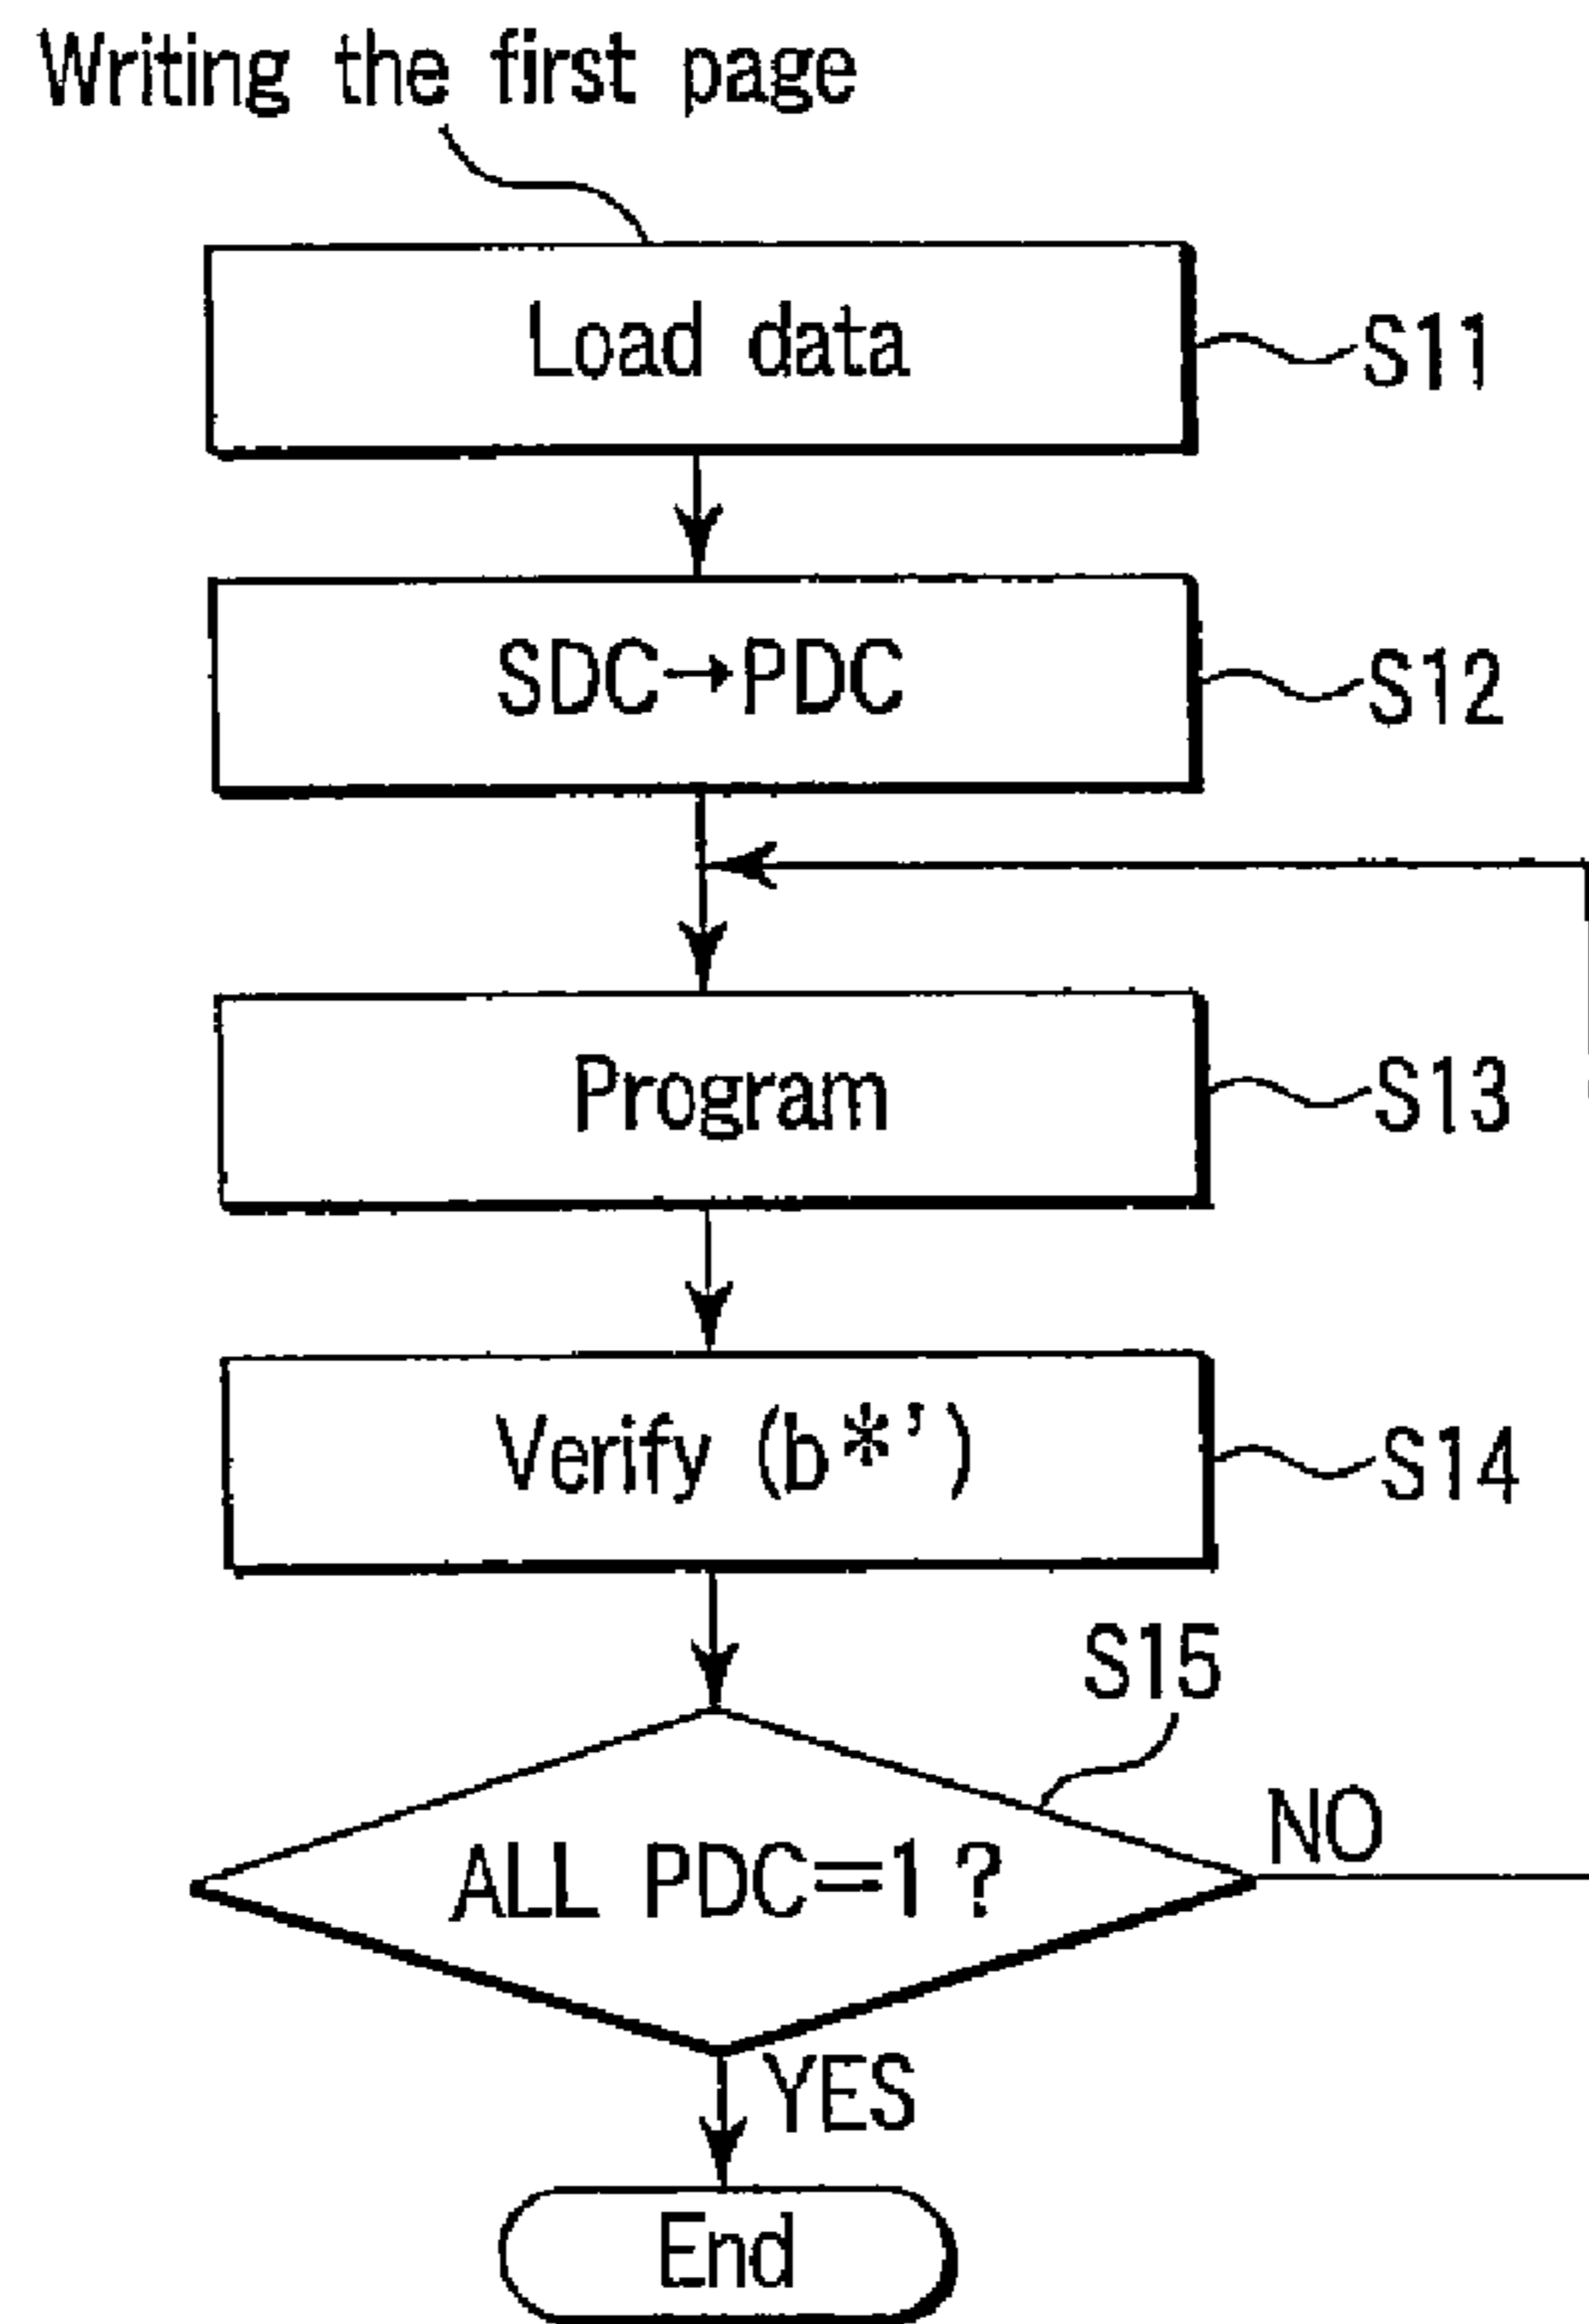 Writing the first page
Load data
S11
SDC→PDC
S12
Program
S13
Verify (b*')
S14
S15
ALL PDC=1?
NO
YES
End